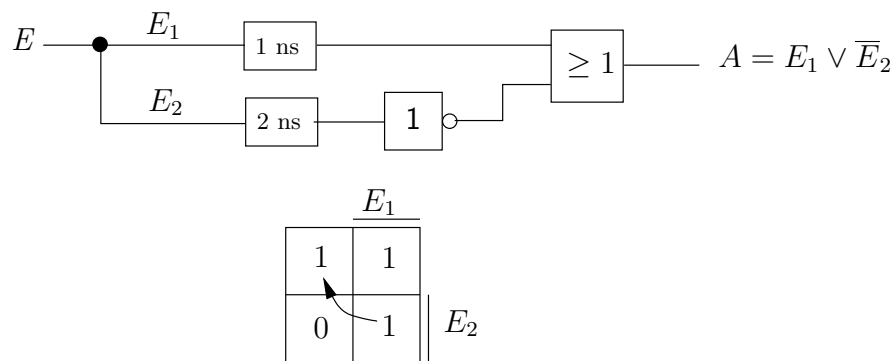 E E₁ 1 ns ≥ 1 A = E₁ ∨ E̅₂
E₂ 2 ns 1
E₁
1 1
0 1 E₂